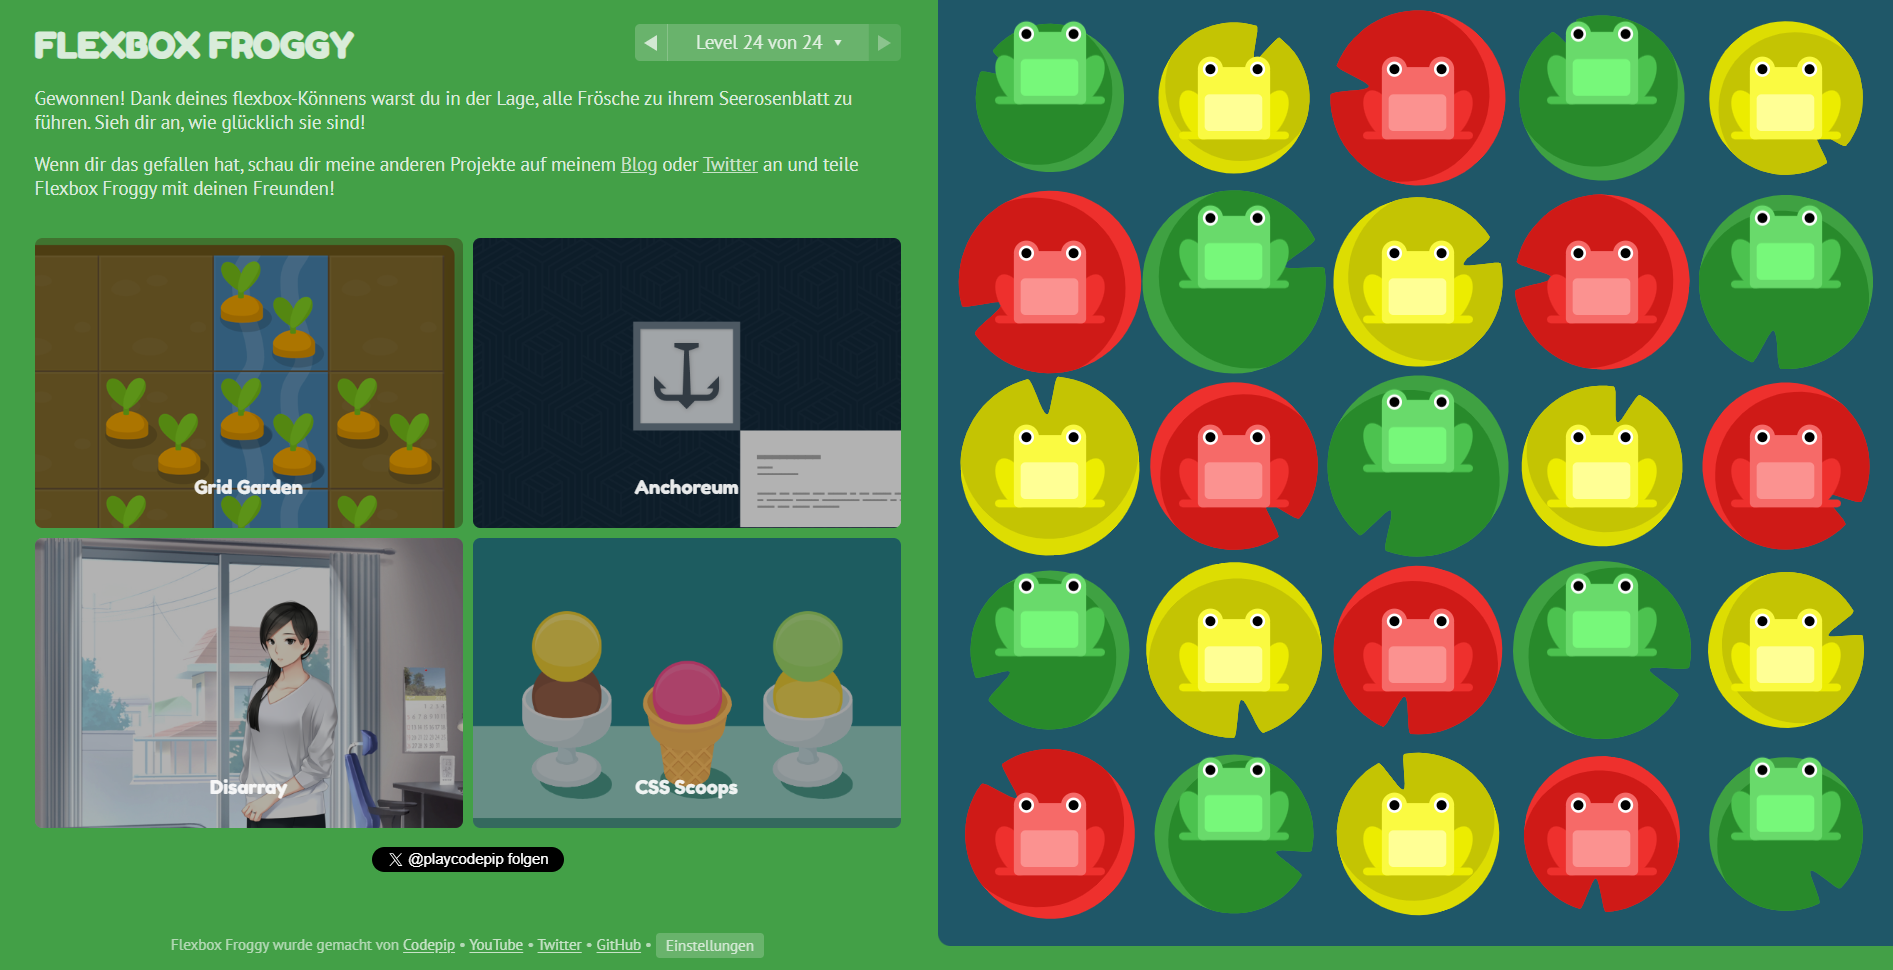 FLEXBOX FROGGY
Level 24 von 24
Gewonnen! Dank deines flexbox-Könnens warst du in der Lage, alle Frösche zu ihrem Seerosenblatt zu
führen. Sieh dir an, wie glücklich sie sind!
Wenn dir das gefallen hat, schau dir meine anderen Projekte auf meinem Blog oder Twitter an und teile
Flexbox Froggy mit deinen Freunden!
Grid Garden
Anchoreum
Disarray
CSS Scoops
@playcodepip folgen
Flexbox Froggy wurde gemacht von Codepip • YouTube • Twitter • GitHub • Einstellungen